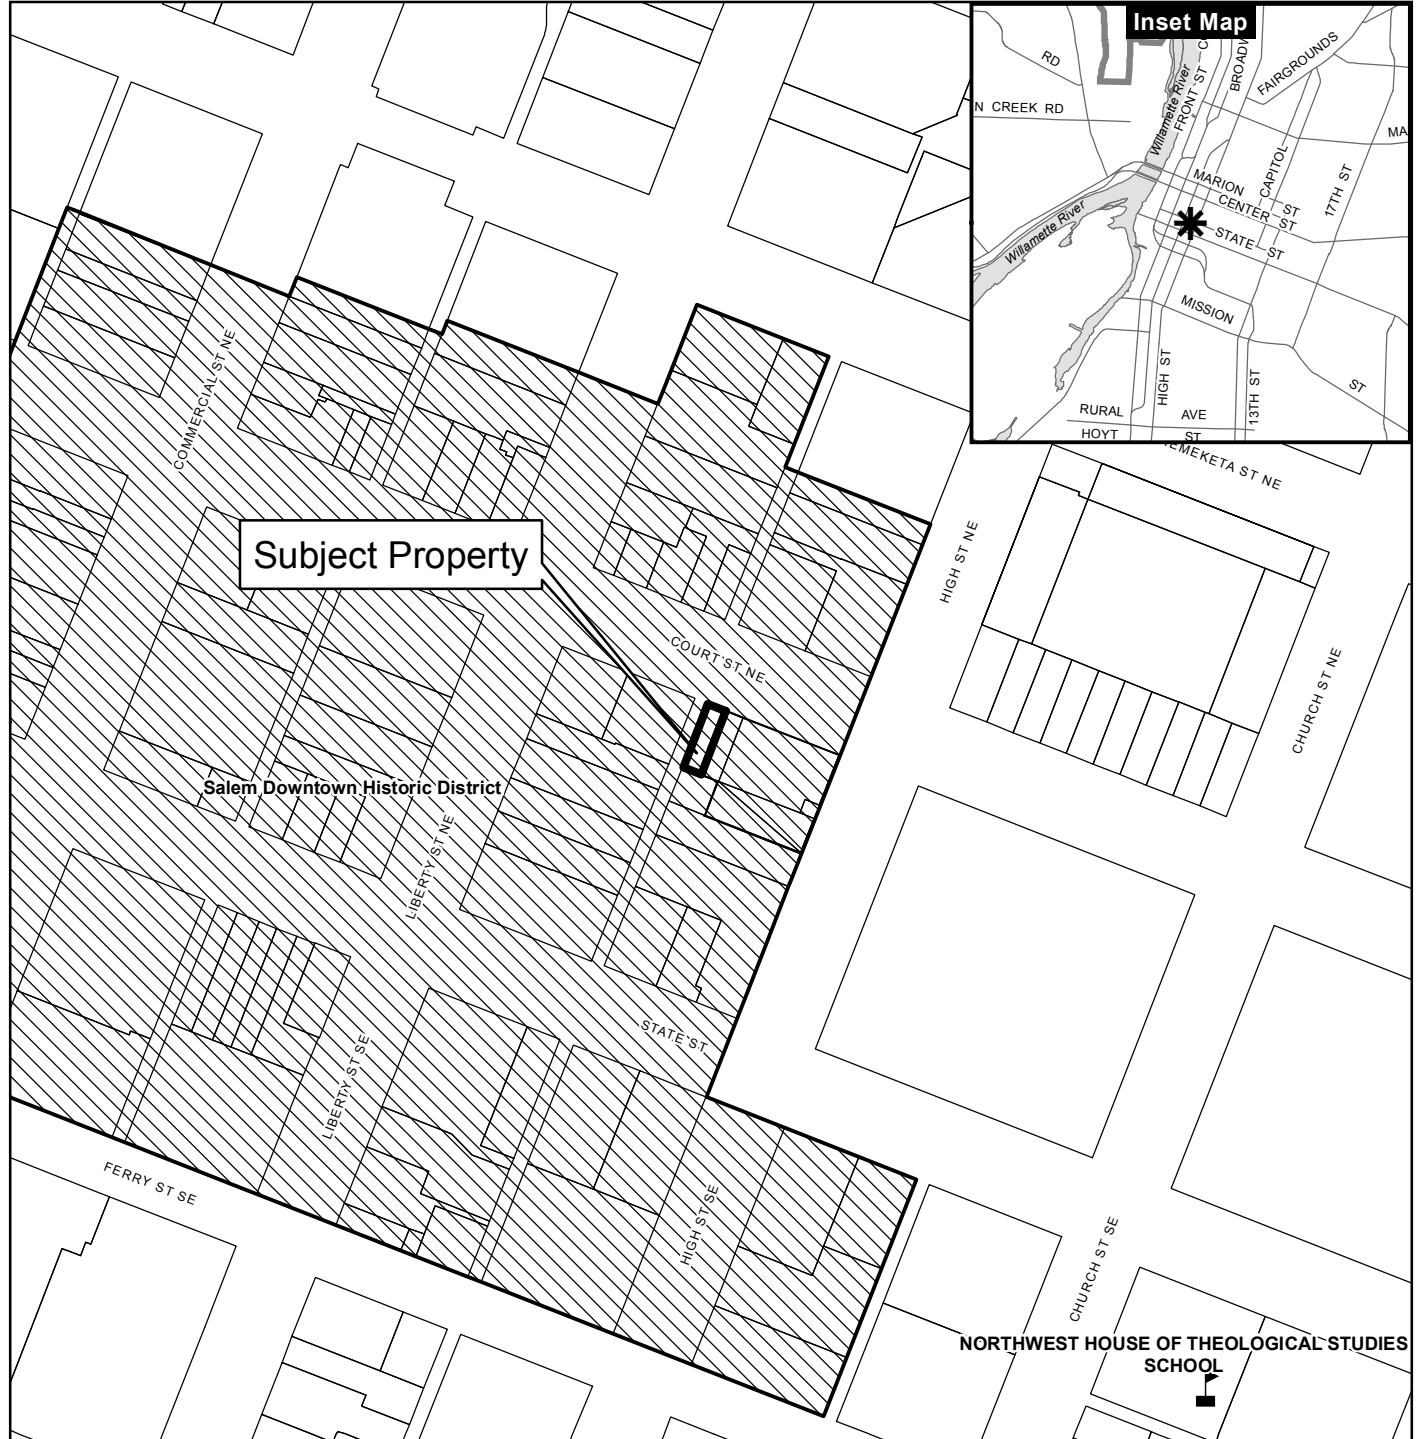 Inset Map
RD
N CREEK RD
Willamette River
FRONT ST
BROADW
FAIRGROUNDS
MA
MARION ST
CENTER ST
CAPITOL
17TH ST
STATE ST
Willamette River
MISSION ST
HIGH ST
13TH ST
RURAL AVE
HOYT ST
EMEKETA ST NE
COMMERCIAL ST NE
HIGH ST NE
Subject Property
COURT ST NE
CHURCH ST NE
Salem Downtown Historic District
LIBERTY ST NE
STATE ST
LIBERTY ST SE
FERRY ST SE
HIGH ST SE
CHURCH ST SE
NORTHWEST HOUSE OF THEOLOGICAL STUDIES
SCHOOL